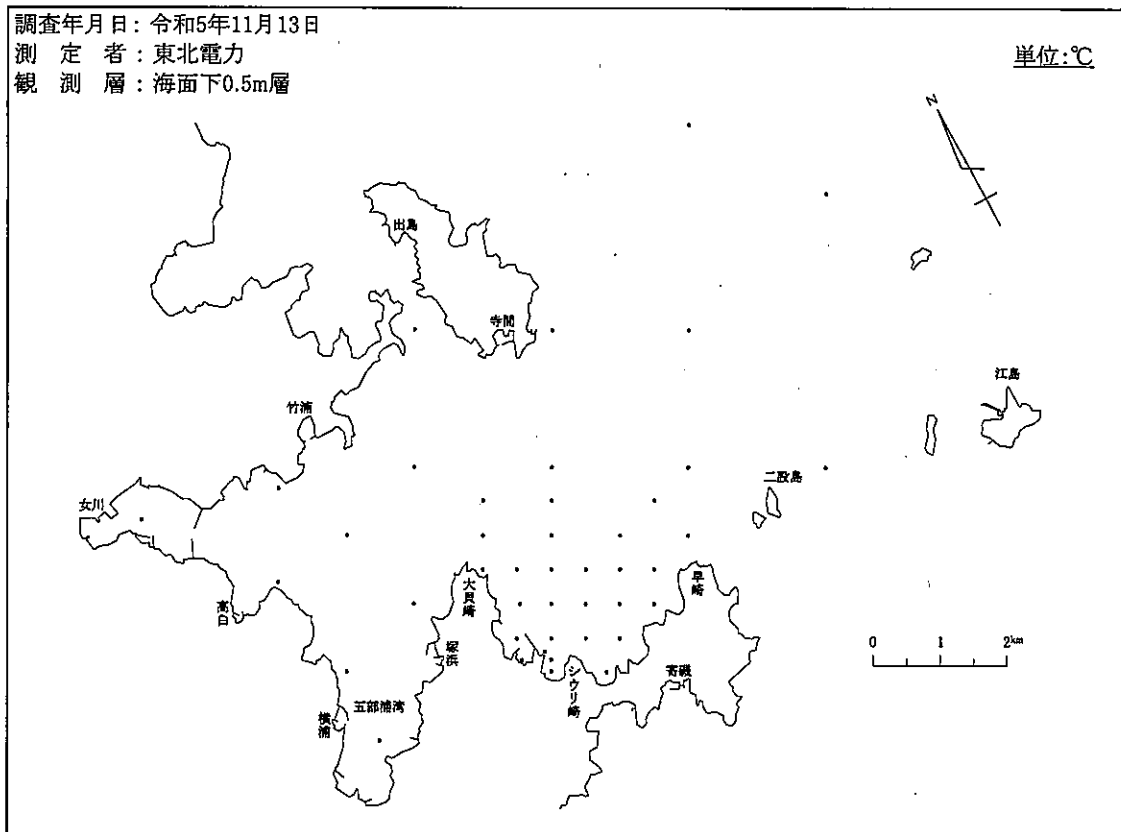 調査年月日：令和5年11月13日
測　定　者：東北電力
観　測　層：海面下0.5m層
単位:℃
N
出島
寺間
江島
竹浦
二股島
女川
大貝崎
早崎
高白
塚浜
シウリ崎
寄磯
五部浦湾
横浦
0 1 2km